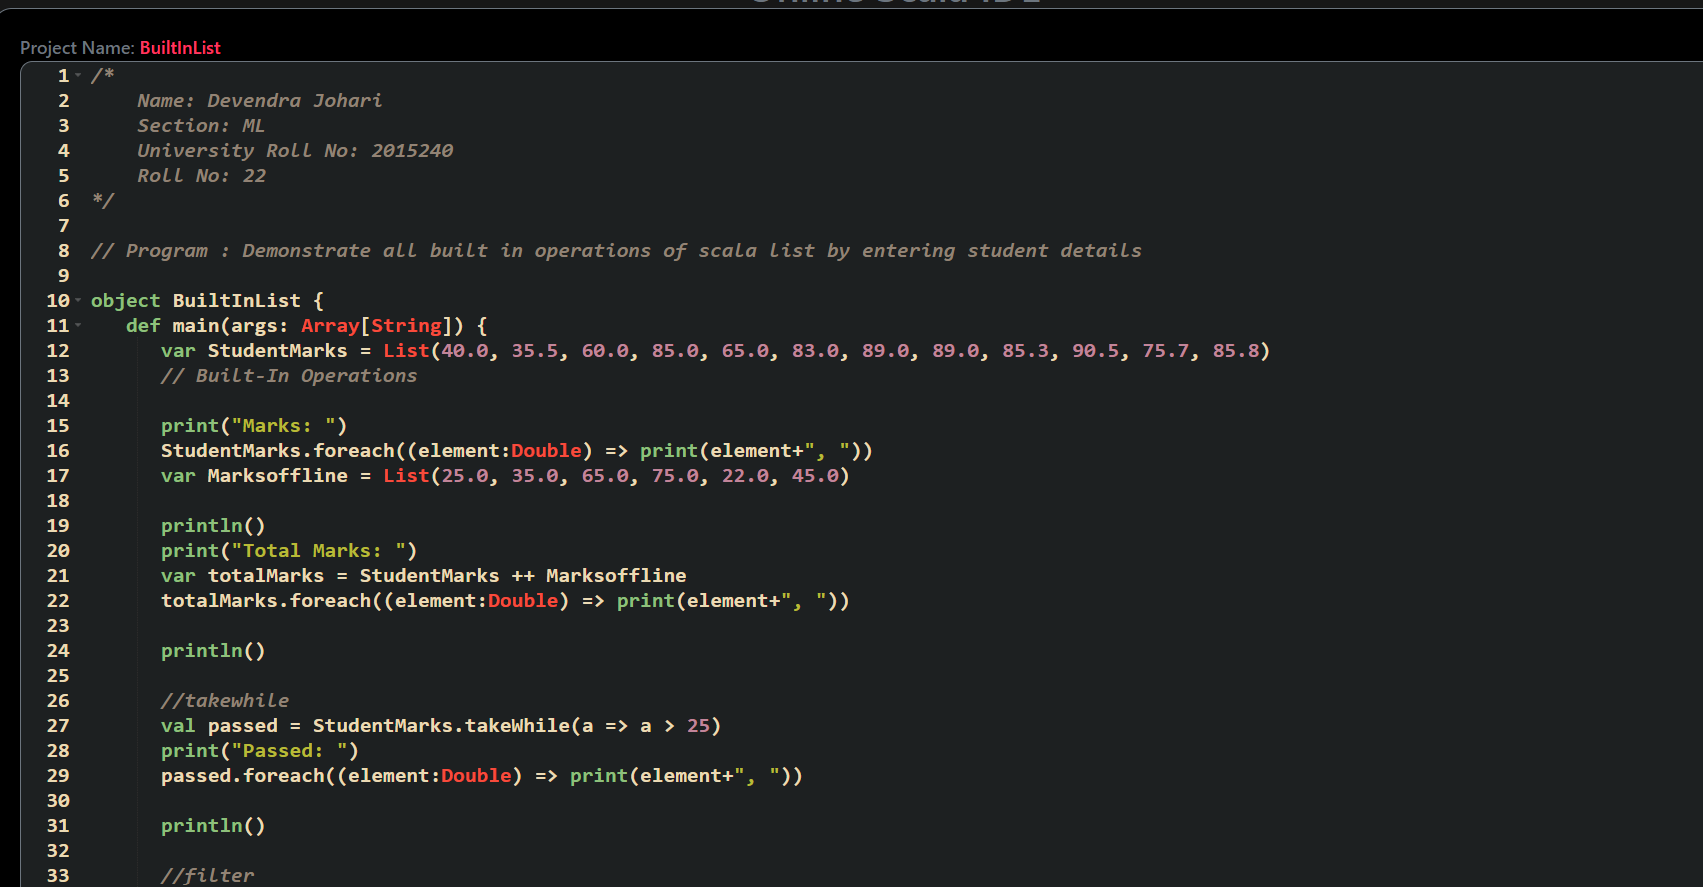 Online Scala IDE
Project Name: BuiltInList
1 /*
2 Name: Devendra Johari
3 Section: ML
4 University Roll No: 2015240
5 Roll No: 22
6 */
7
8 // Program : Demonstrate all built in operations of scala list by entering student details
9
10 object BuiltInList {
11 def main(args: Array[String]) {
12 var StudentMarks = List(40.0, 35.5, 60.0, 85.0, 65.0, 83.0, 89.0, 89.0, 85.3, 90.5, 75.7, 85.8)
13 // Built-In Operations
14
15 print("Marks: ")
16 StudentMarks.foreach((element:Double) => print(element+", "))
17 var Marksoffline = List(25.0, 35.0, 65.0, 75.0, 22.0, 45.0)
18
19 println()
20 print("Total Marks: ")
21 var totalMarks = StudentMarks ++ Marksoffline
22 totalMarks.foreach((element:Double) => print(element+", "))
23
24 println()
25
26 //takewhile
27 val passed = StudentMarks.takeWhile(a => a > 25)
28 print("Passed: ")
29 passed.foreach((element:Double) => print(element+", "))
30
31 println()
32
33 //filter